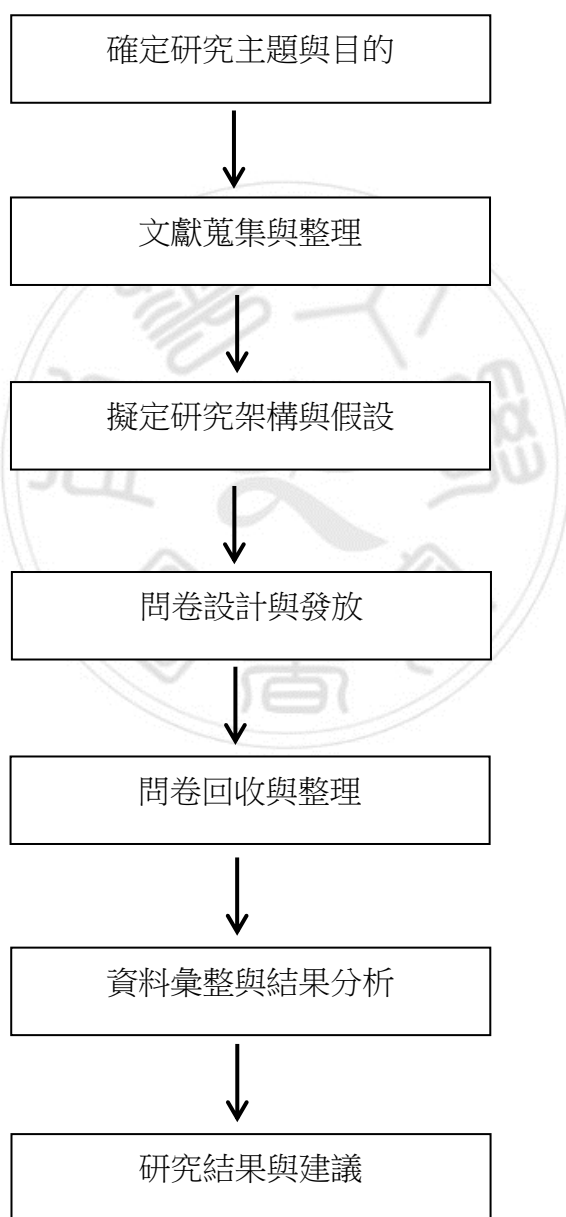 確定研究主題與目的
文獻蒐集與整理
擬定研究架構與假設
問卷設計與發放
問卷回收與整理
資料彙整與結果分析
研究結果與建議